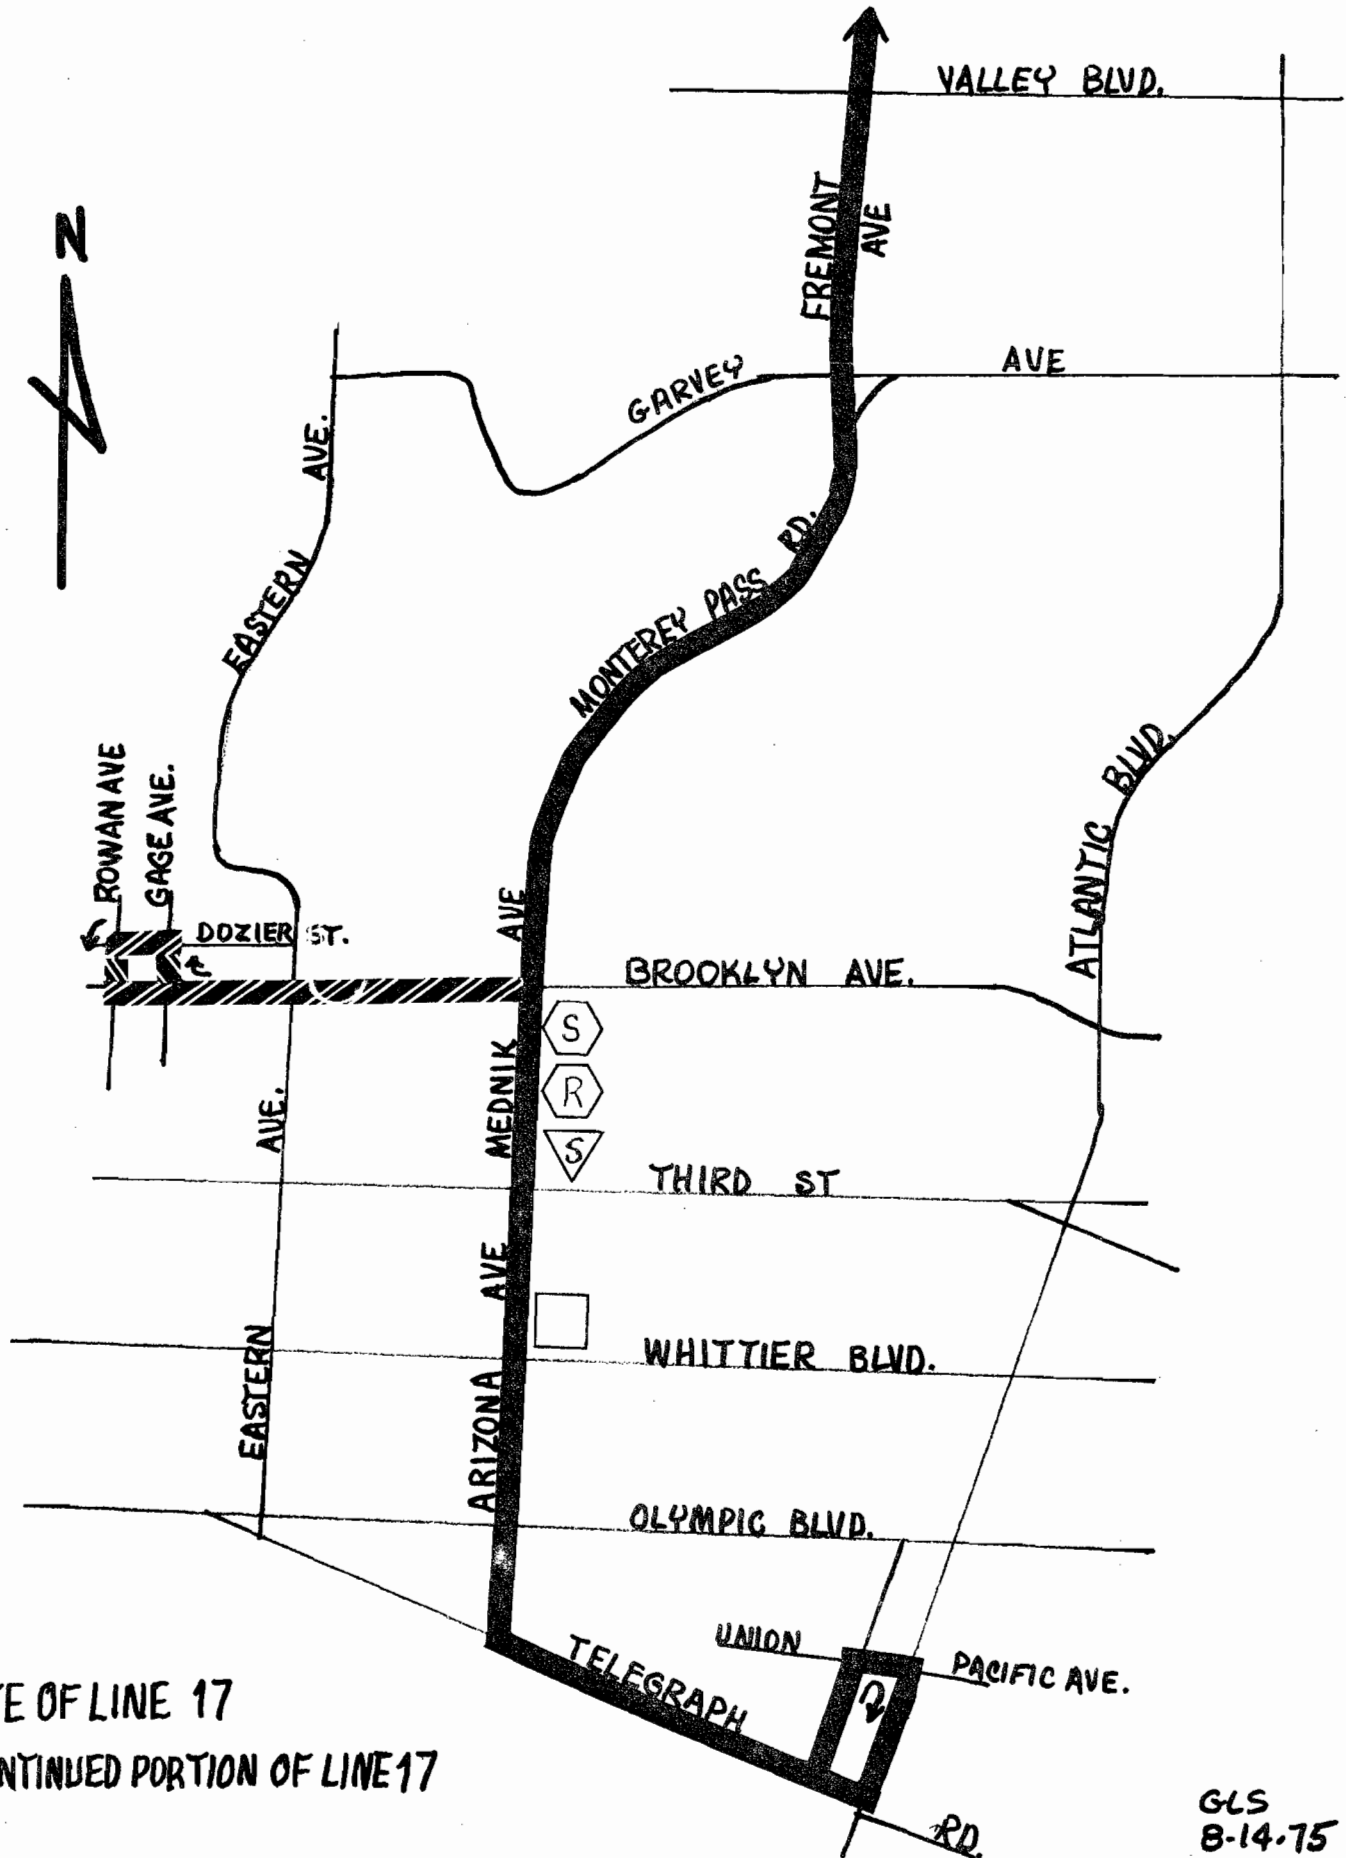 VALLEY BLVD.
N
FREMONT
AVE
GARVEY
AVE
EASTERN
AVE.
MONTEREY PASS
RD.
ROWAN AVE
GAGE AVE.
DOZIER ST.
AVE
BROOKLYN AVE.
ATLANTIC
BLVD.
S
R
S
MEDNIK
AVE.
THIRD ST
AVE
EASTERN
WHITTIER BLVD.
ARIZONA
OLYMPIC BLVD.
UNION
PACIFIC AVE.
TELEGRAPH
RD.
TE OF LINE 17
NTINUED PORTION OF LINE 17
GLS
8-14-75